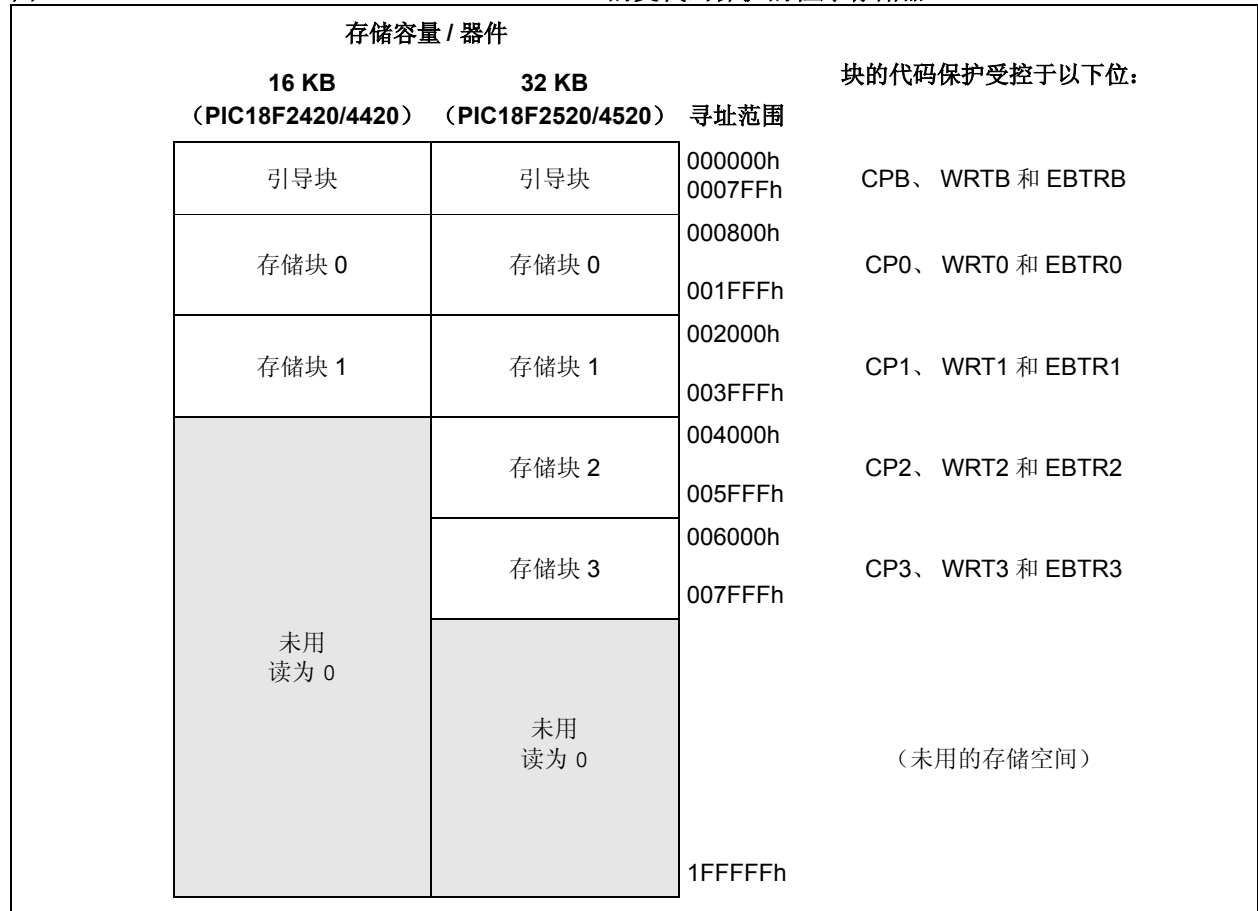 存储容量 / 器件
块的代码保护受控于以下位：
16 KB
（PIC18F2420/4420）
32 KB
（PIC18F2520/4520）
寻址范围
引导块
引导块
000000h
0007FFh
CPB、 WRTB 和 EBTRB
存储块 0
存储块 0
000800h
001FFFh
CP0、 WRT0 和 EBTR0
存储块 1
存储块 1
002000h
003FFFh
CP1、 WRT1 和 EBTR1
存储块 2
004000h
005FFFh
CP2、 WRT2 和 EBTR2
存储块 3
006000h
007FFFh
CP3、 WRT3 和 EBTR3
未用
读为 0
未用
读为 0
（未用的存储空间）
1FFFFFh